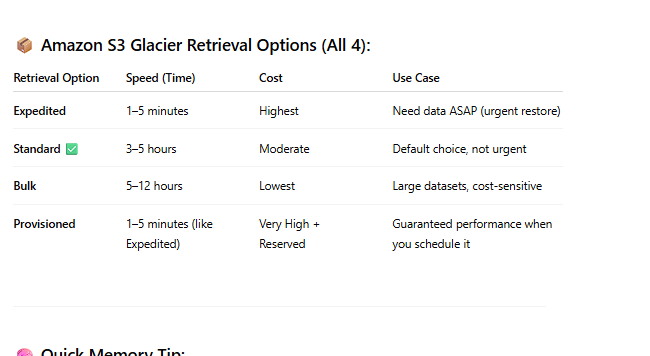 📦 Amazon S3 Glacier Retrieval Options (All 4):
Retrieval Option Speed (Time) Cost Use Case
Expedited 1–5 minutes Highest Need data ASAP (urgent restore)
Standard ✅ 3–5 hours Moderate Default choice, not urgent
Bulk 5–12 hours Lowest Large datasets, cost-sensitive
Provisioned 1–5 minutes (like Very High + Guaranteed performance when
Expedited) Reserved you schedule it
🧠 Quick Memory Tip: